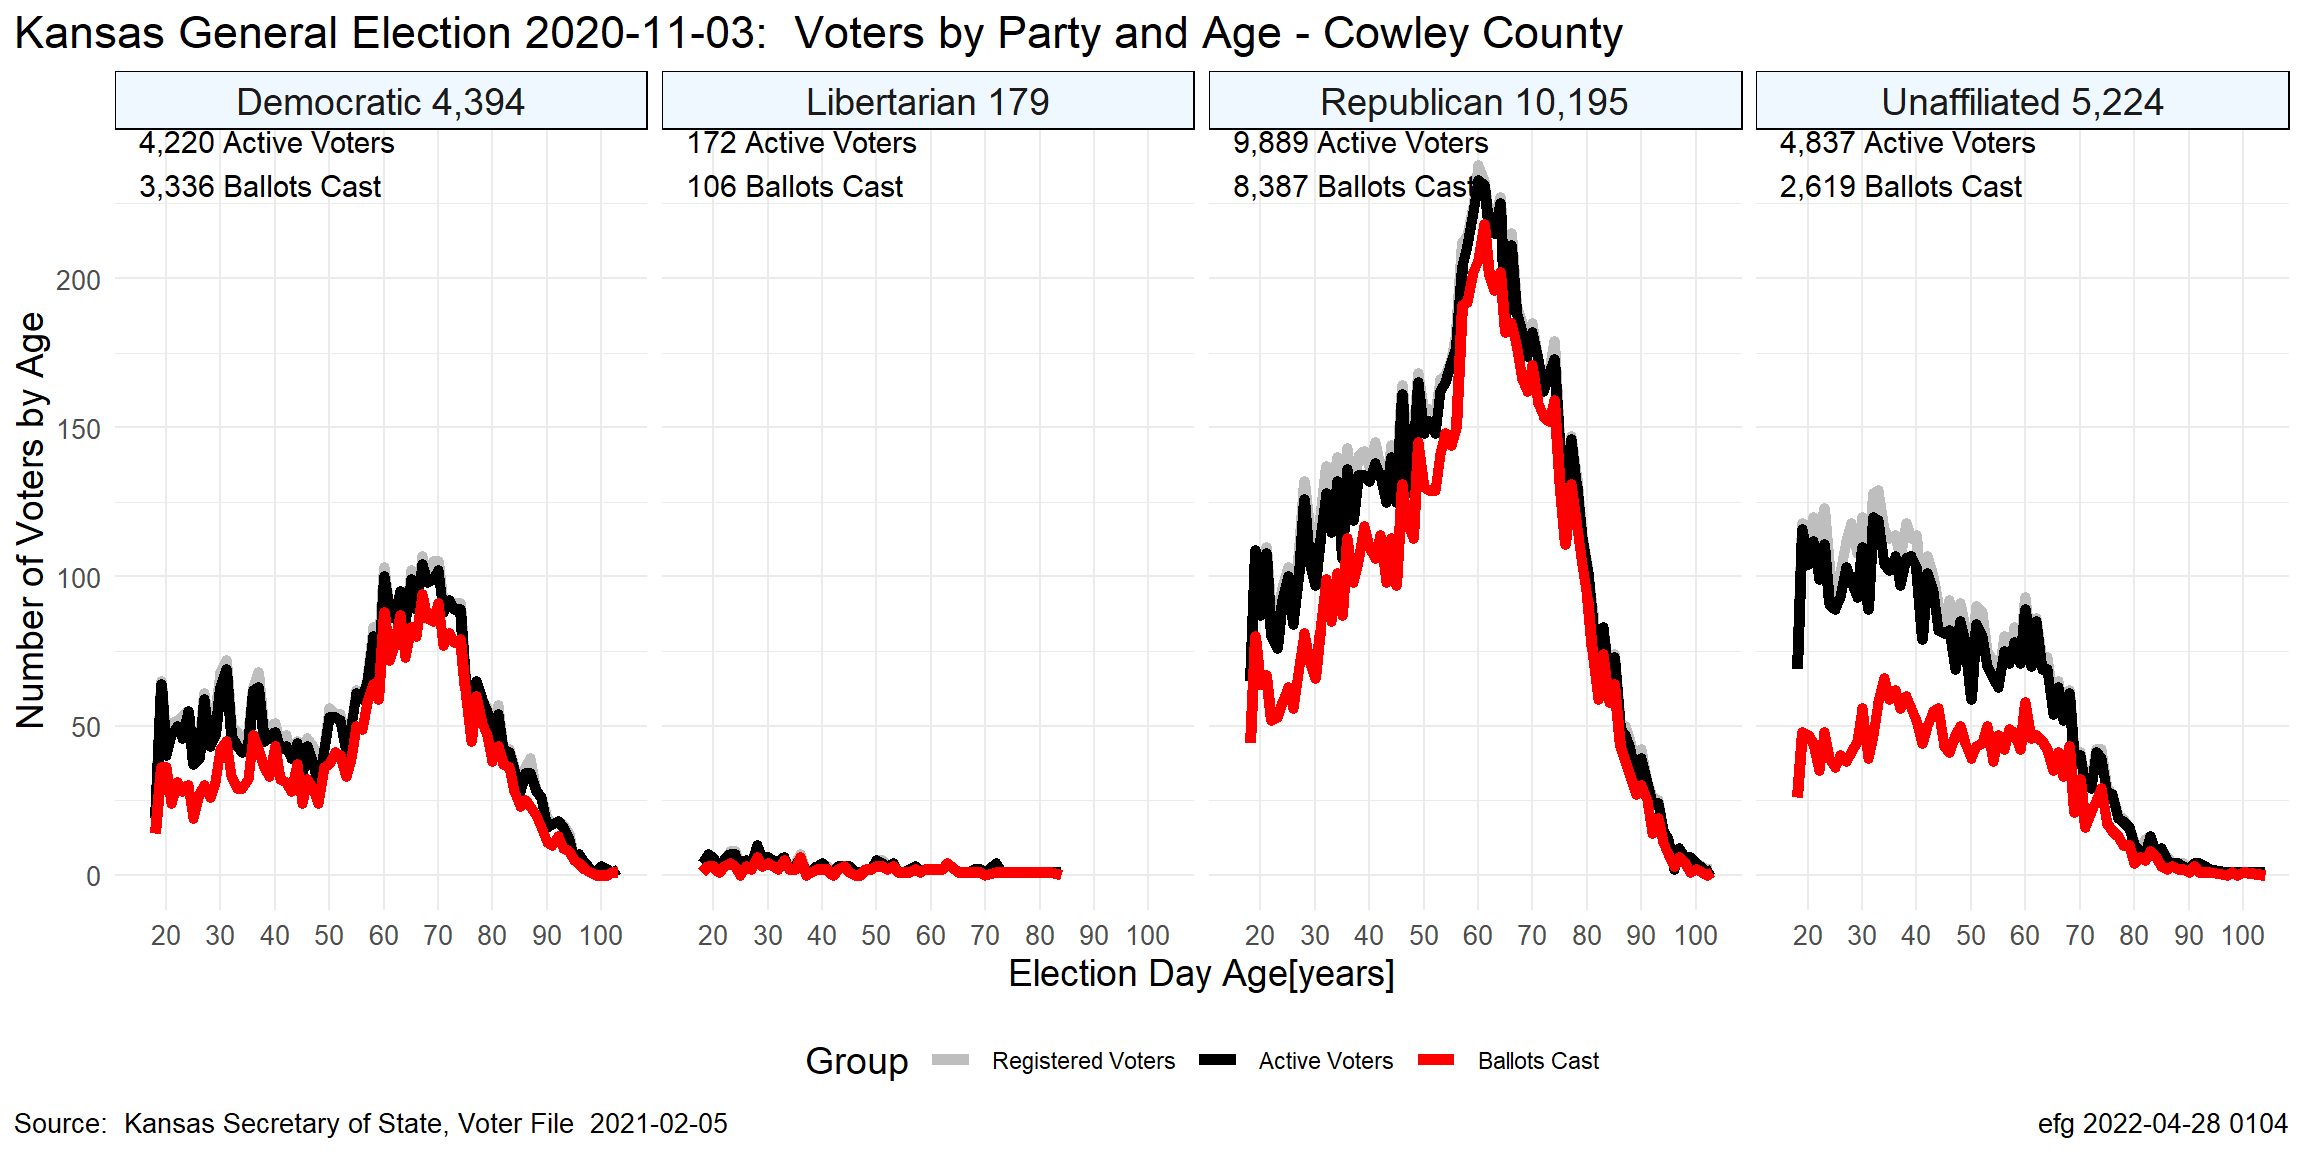 Kansas General Election 2020-11-03:  Voters by Party and Age - Cowley County
Democratic 4,394
Libertarian 179
Republican 10,195
Unaffiliated 5,224
4,220 Active Voters
3,336 Ballots Cast
172 Active Voters
106 Ballots Cast
9,889 Active Voters
8,387 Ballots Cast
4,837 Active Voters
2,619 Ballots Cast
Number of Voters by Age
200
150
100
50
0
20 30 40 50 60 70 80 90 100
20 30 40 50 60 70 80 90 100
20 30 40 50 60 70 80 90 100
20 30 40 50 60 70 80 90 100
Election Day Age[years]
Group Registered Voters Active Voters Ballots Cast
Source:  Kansas Secretary of State, Voter File  2021-02-05
efg 2022-04-28 0104